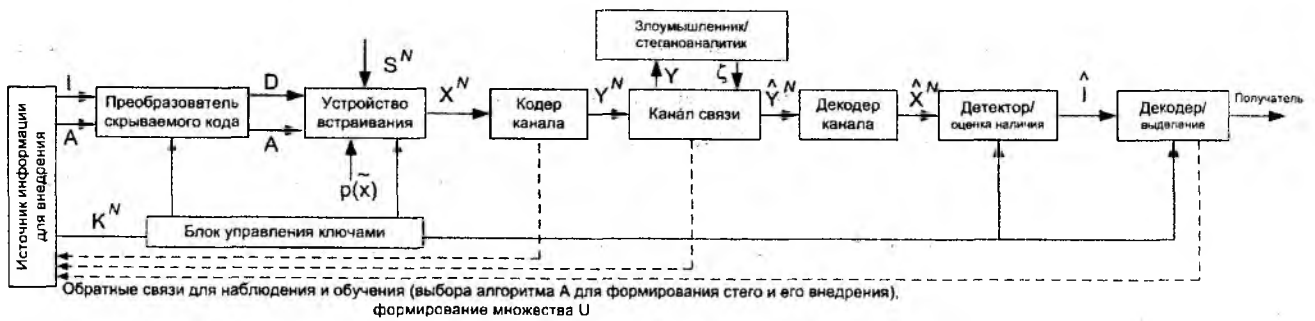 Злоумышленник/
стеганоаналитик
S^N
Y
ζ
I
D
Преобразователь
скрываемого кода
Устройство
встраивания
X^N
Кодер
канала
Y^N
Канал связи
Ŷ^N
Декодер
канала
X̂^N
Детектор/
оценка наличия
Î
Декодер/
выделение
Получатель
A
A
p(x̃)
Источник информации
для внедрения
K^N
Блок управления ключами
Обратные связи для наблюдения и обучения (выбора алгоритма А для формирования стего и его внедрения),
формирование множества U